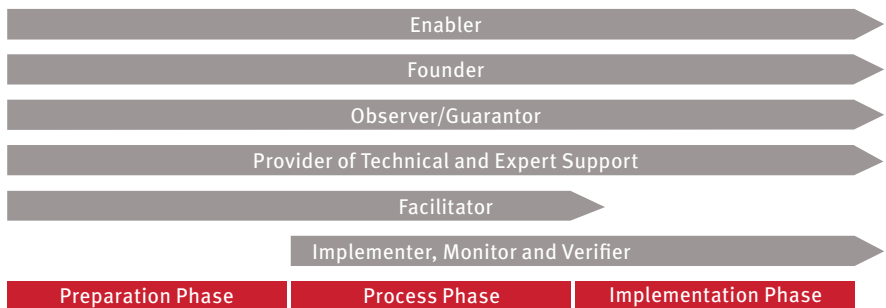 Enabler
Founder
Observer/Guarantor
Provider of Technical and Expert Support
Facilitator
Implementer, Monitor and Verifier
Preparation Phase Process Phase Implementation Phase